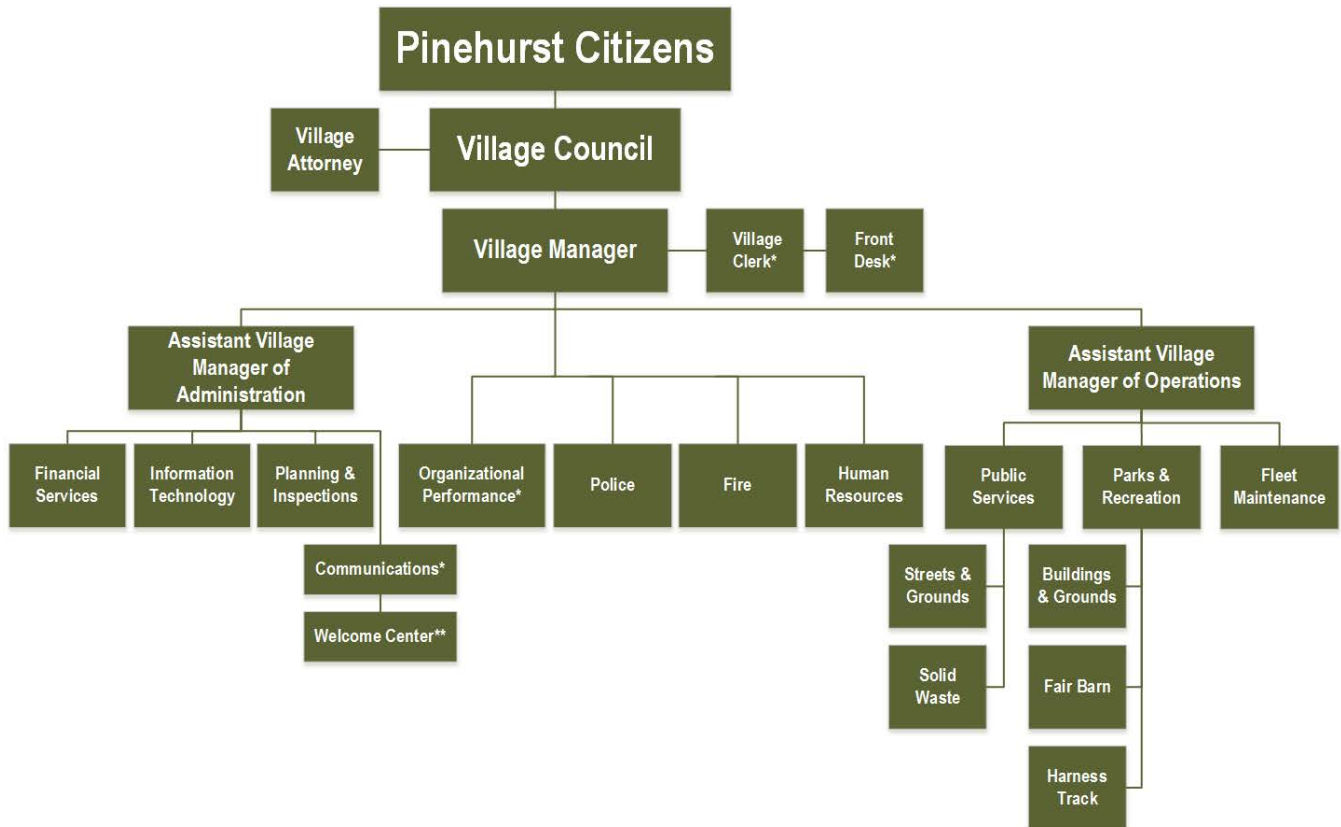 Pinehurst Citizens
Village
Attorney
Village Council
Village Manager
Village
Clerk*
Front
Desk*
Assistant Village
Manager of
Administration
Assistant Village
Manager of Operations
Financial
Services
Information
Technology
Planning &
Inspections
Organizational
Performance*
Police
Fire
Human
Resources
Public
Services
Parks &
Recreation
Fleet
Maintenance
Communications*
Welcome Center**
Streets &
Grounds
Buildings
& Grounds
Solid
Waste
Fair Barn
Harness
Track